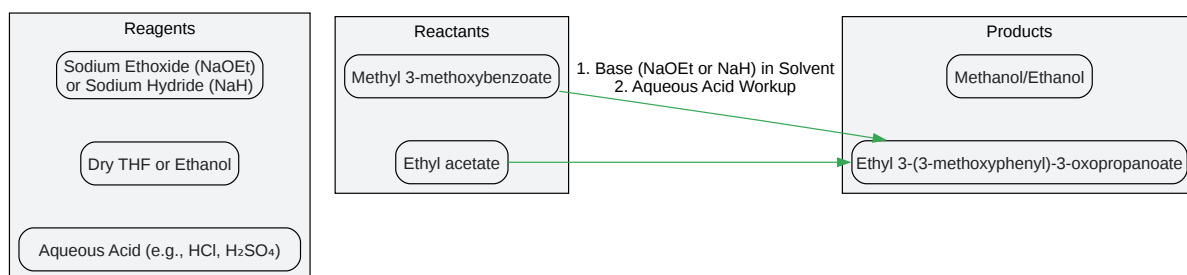 Reagents
Sodium Ethoxide (NaOEt)
or Sodium Hydride (NaH)
Dry THF or Ethanol
Aqueous Acid (e.g., HCl, H₂SO₄)
Reactants
Methyl 3-methoxybenzoate
Ethyl acetate
1. Base (NaOEt or NaH) in Solvent
2. Aqueous Acid Workup
Products
Methanol/Ethanol
Ethyl 3-(3-methoxyphenyl)-3-oxopropanoate